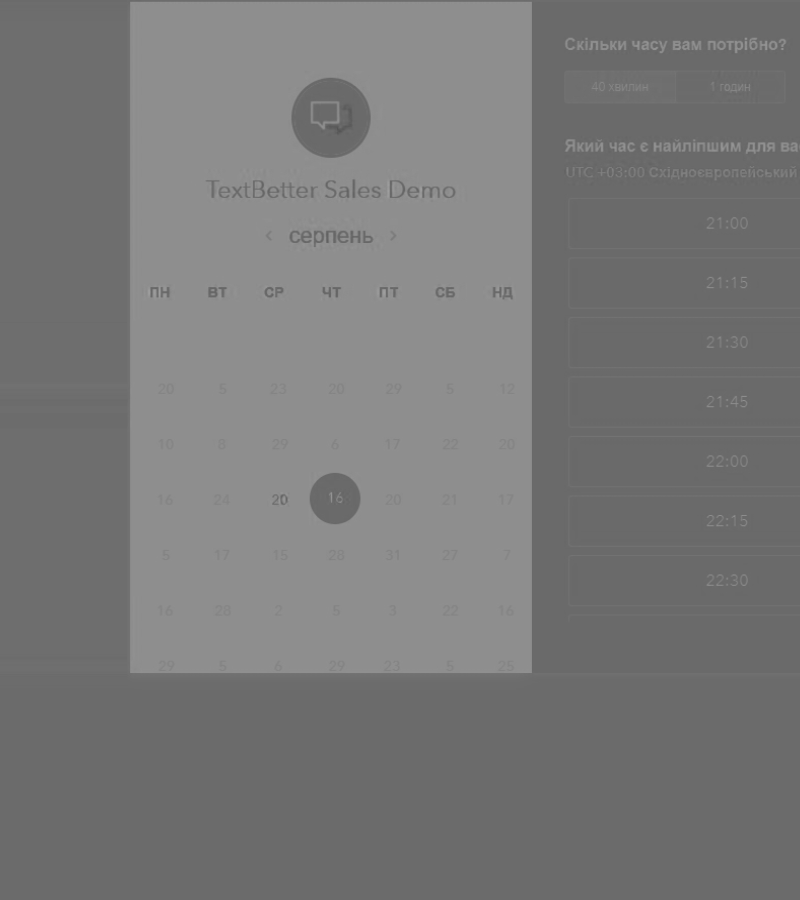 TextBetter Sales Demo
‹ серпень ›
ПН ВТ СР ЧТ ПТ СБ НД
20 5 23 20 29 5 12
10 8 29 6 17 22 20
16 24 20 16 20 21 17
5 17 15 28 31 27 7
16 28 2 5 3 22 16
29 5 6 29 23 5 25
Скільки часу вам потрібно?
40 хвилин 1 годин
Який час є найліпшим для ва
UTC +03:00 Східноєвропейський
21:00
21:15
21:30
21:45
22:00
22:15
22:30